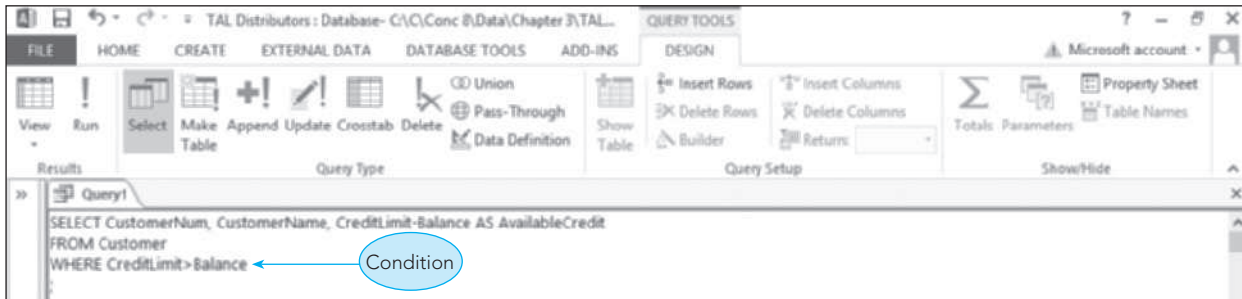 TAL Distributors : Database- C:\C\Conc 8\Data\Chapter 3\TAL...
QUERY TOOLS
?
FILE HOME CREATE EXTERNAL DATA DATABASE TOOLS ADD-INS DESIGN Microsoft account
View
Run
Select
Make Table
Append
Update
Crosstab
Delete
Union
Pass-Through
Data Definition
Show Table
Insert Rows
Delete Rows
Builder
Insert Columns
Delete Columns
Return:
Totals
Parameters
Property Sheet
Table Names
Results
Query Type
Query Setup
Show/Hide
Query1
SELECT CustomerNum, CustomerName, CreditLimit-Balance AS AvailableCredit
FROM Customer
WHERE CreditLimit>Balance
;
Condition